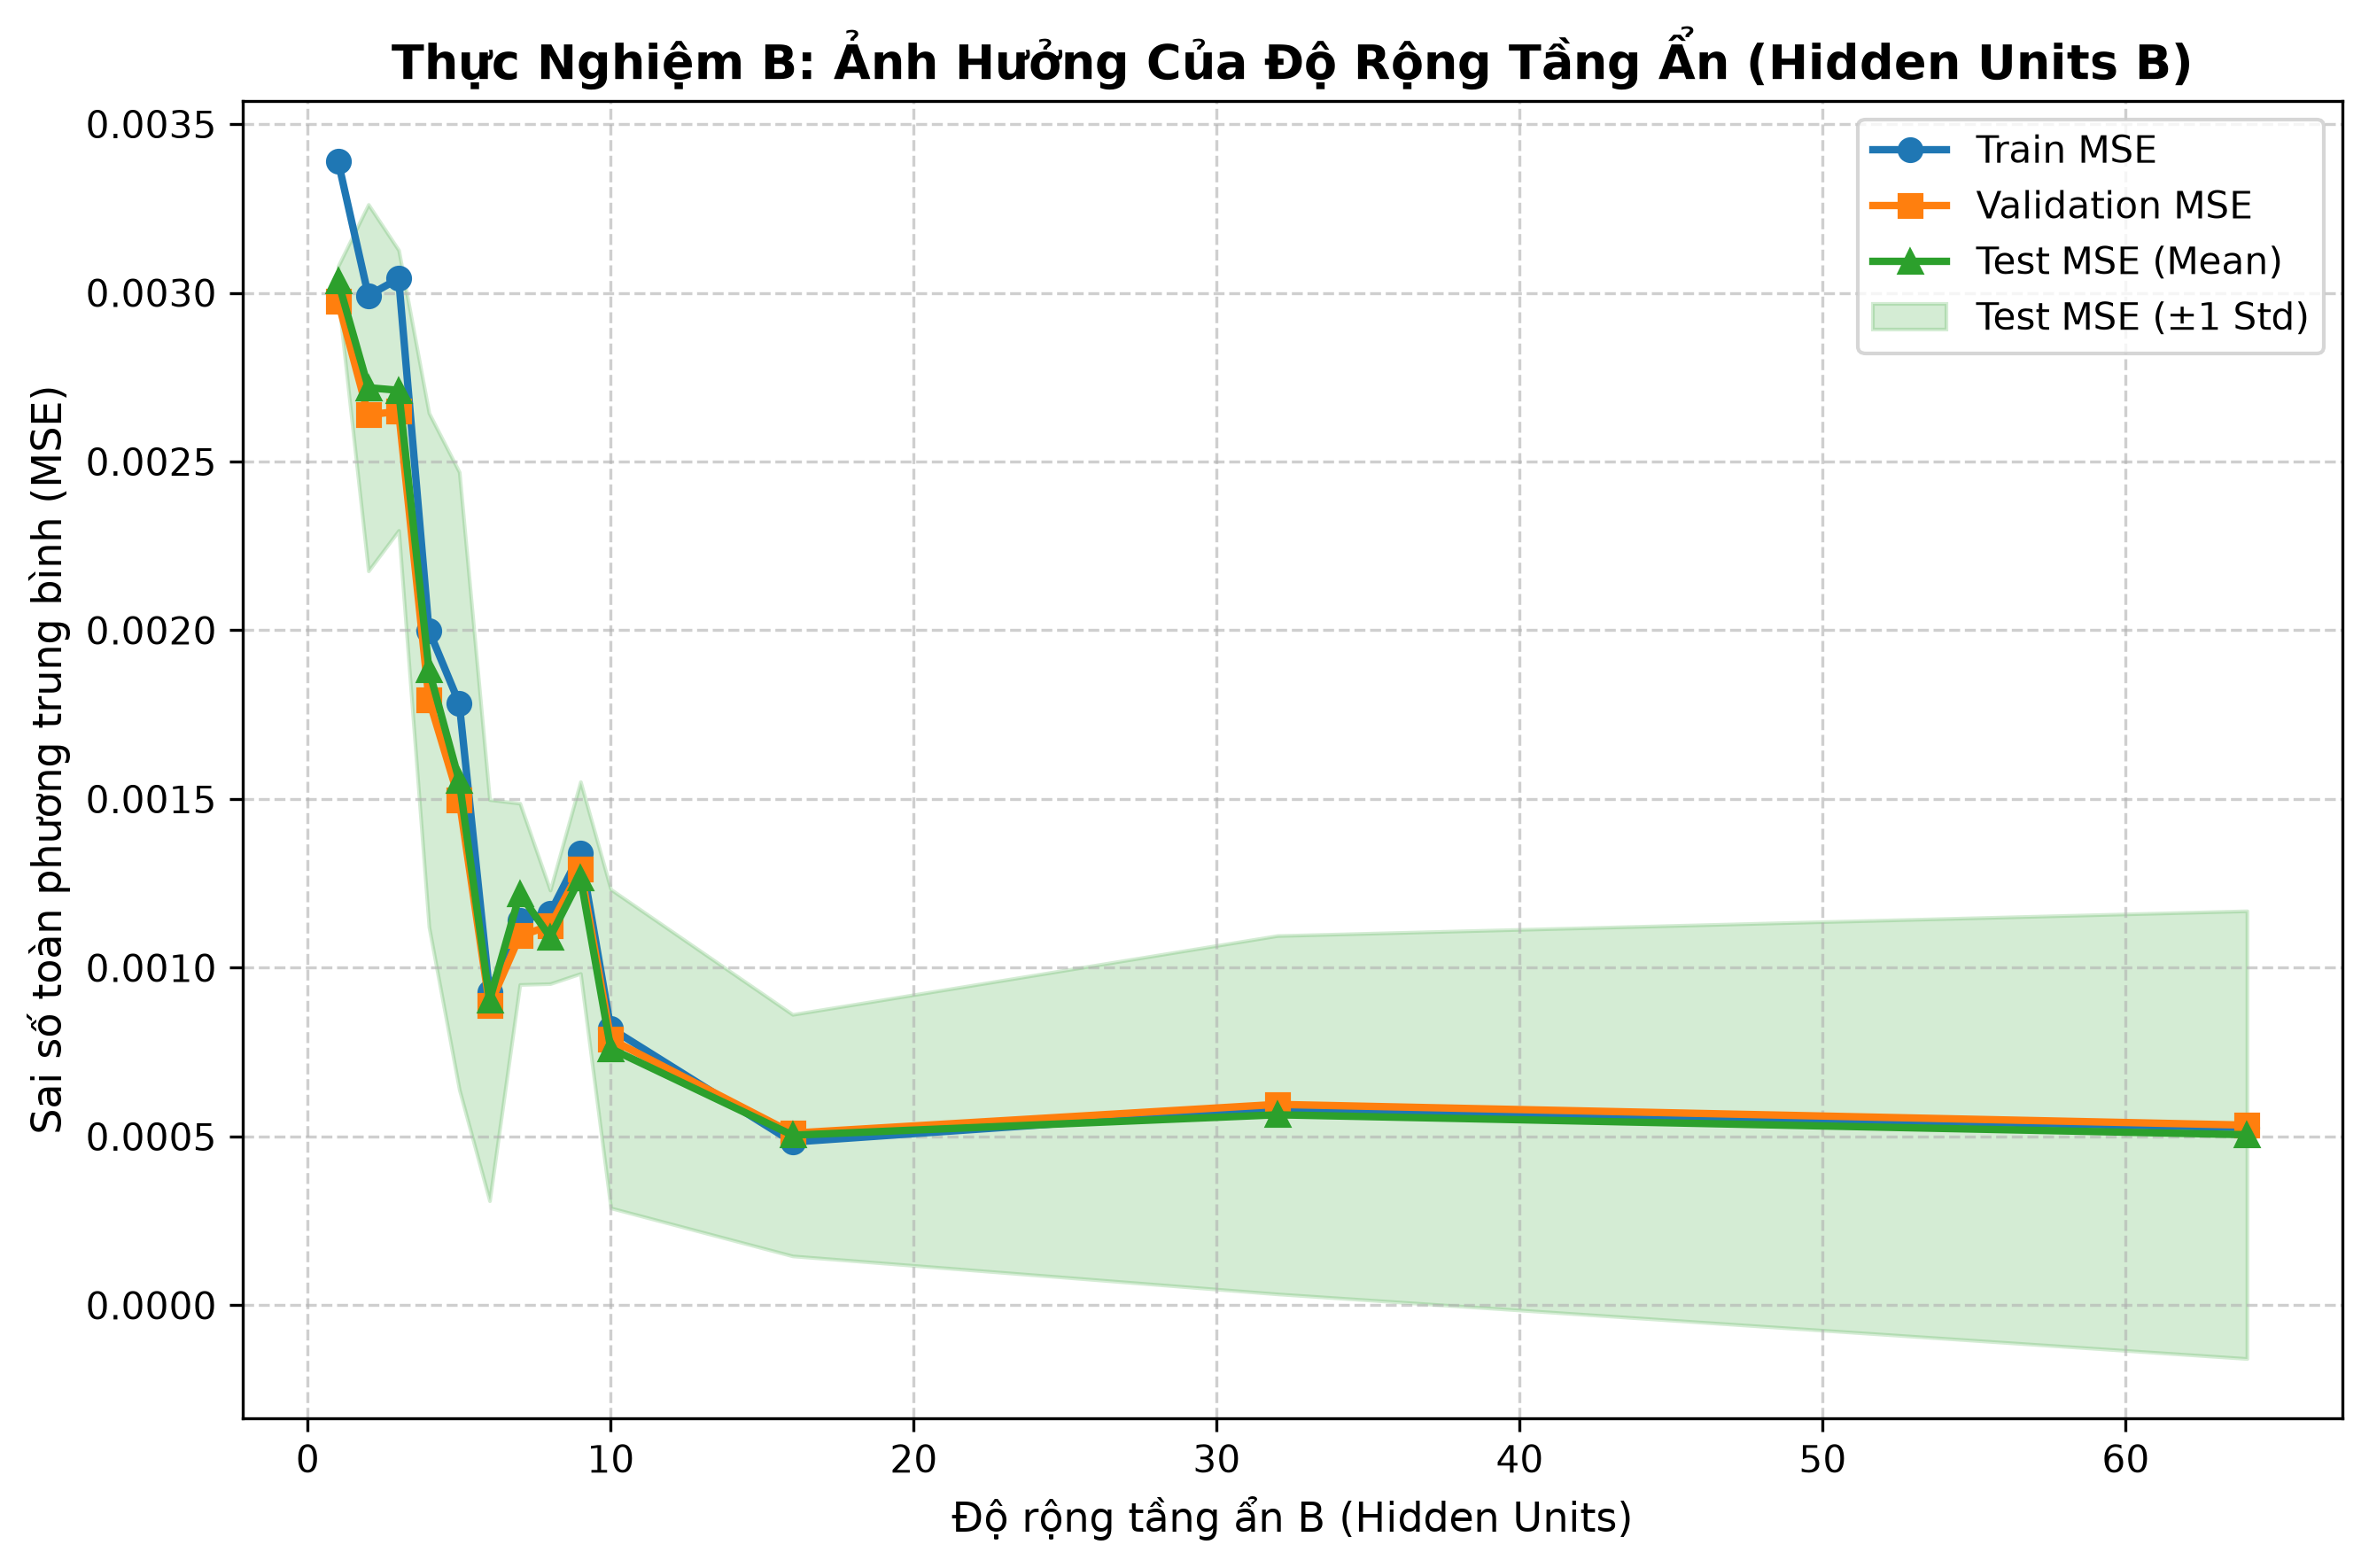 Thực Nghiệm B: Ảnh Hưởng Của Độ Rộng Tầng Ẩn (Hidden Units B)
Sai số toàn phương trung bình (MSE)
0.0035
0.0030
0.0025
0.0020
0.0015
0.0010
0.0005
0.0000
Train MSE
Validation MSE
Test MSE (Mean)
Test MSE (±1 Std)
0 10 20 30 40 50 60
Độ rộng tầng ẩn B (Hidden Units)